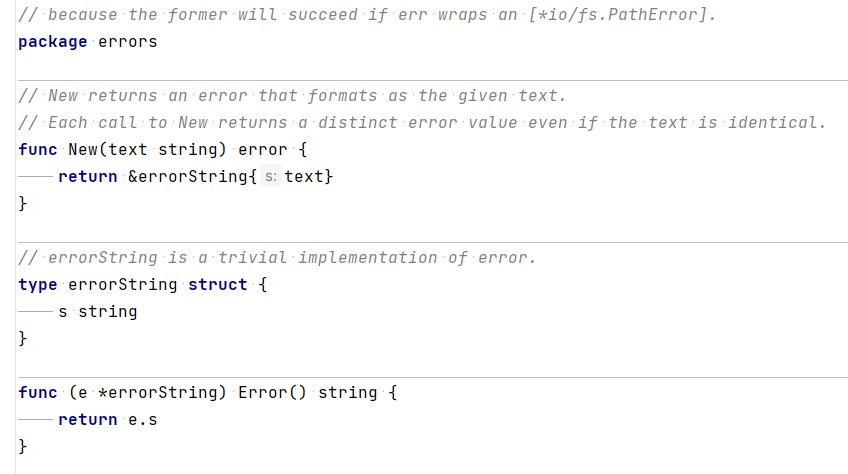 // because the former will succeed if err wraps an [*io/fs.PathError].
package errors
// New returns an error that formats as the given text.
// Each call to New returns a distinct error value even if the text is identical.
func New(text string) error {
return &errorString{s: text}
}
// errorString is a trivial implementation of error.
type errorString struct {
s string
}
func (e *errorString) Error() string {
return e.s
}